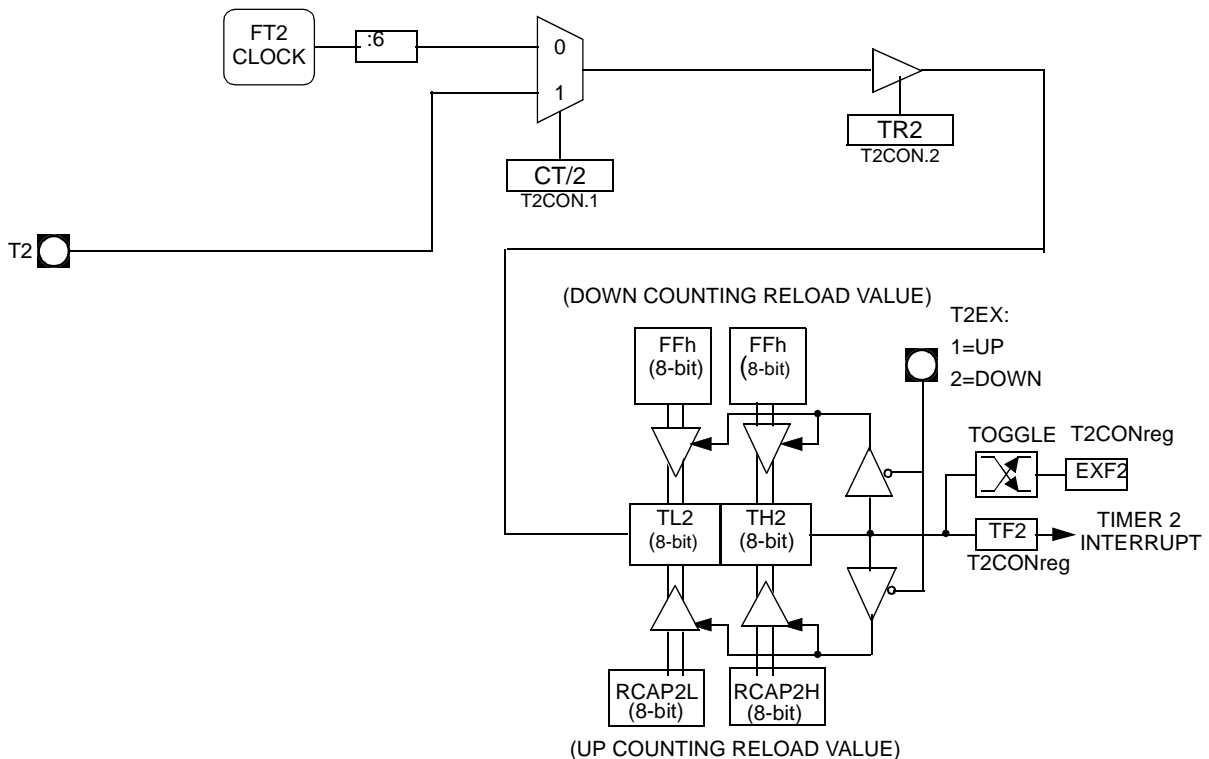 FT2
CLOCK
:6
0
1
TR2
T2CON.2
CT/2
T2CON.1
T2
(DOWN COUNTING RELOAD VALUE)
T2EX:
1=UP
2=DOWN
FFh
(8-bit)
FFh
(8-bit)
TOGGLE
T2CONreg
EXF2
TL2
(8-bit)
TH2
(8-bit)
TF2
T2CONreg
TIMER 2
INTERRUPT
RCAP2L
(8-bit)
RCAP2H
(8-bit)
(UP COUNTING RELOAD VALUE)